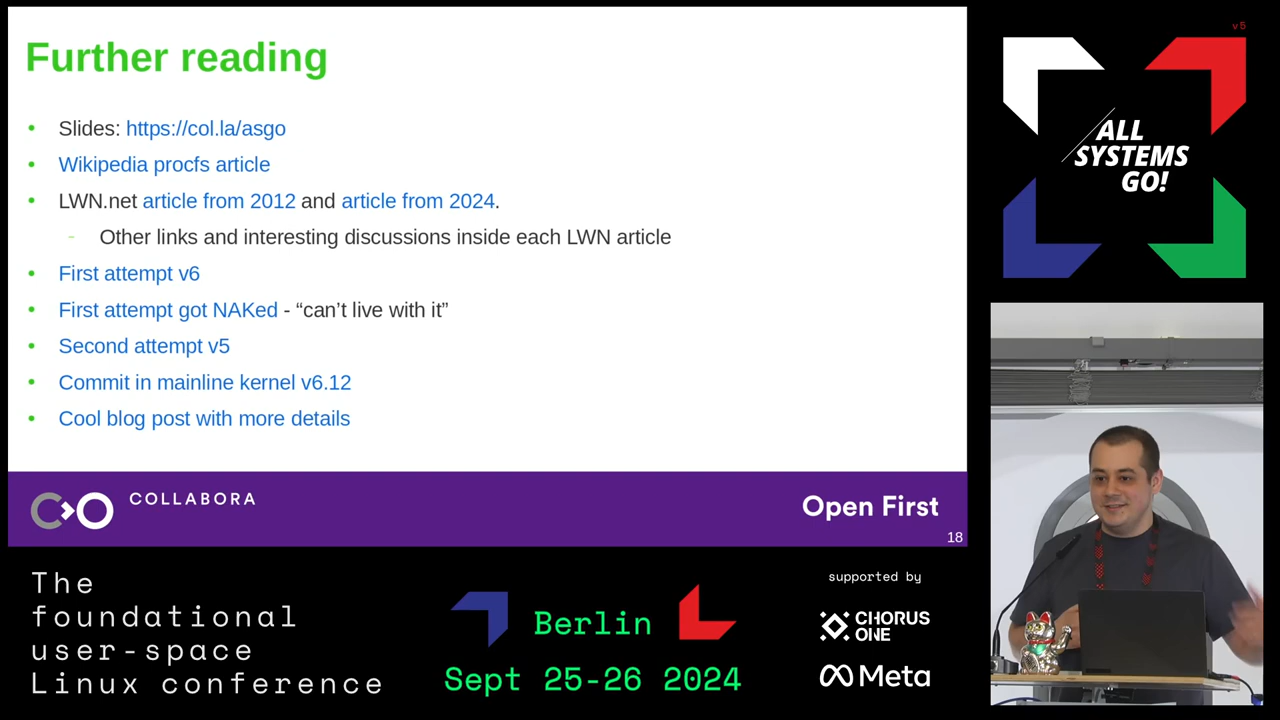 Further reading
• Slides: https://col.la/asgo
• Wikipedia procfs article
• LWN.net article from 2012 and article from 2024.
- Other links and interesting discussions inside each LWN article
• First attempt v6
• First attempt got NAKed - “can’t live with it”
• Second attempt v5
• Commit in mainline kernel v6.12
• Cool blog post with more details
COLLABORA
Open First
18
v5
ALL
SYSTEMS
GO!
The
foundational
user-space
Linux conference
Berlin
Sept 25-26 2024
supported by
CHORUS
ONE
Meta